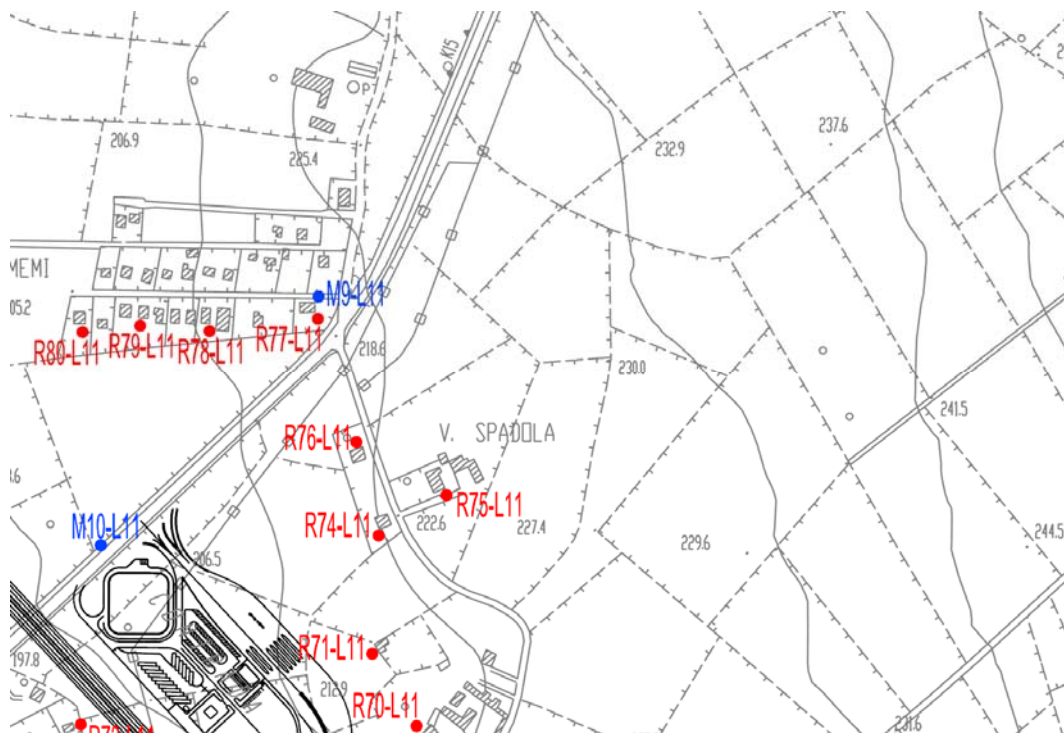 K15
P
237.6
206.9
232.9
225.4
MEMI
M9-L11
05.2
R80-L11
R79-L11
R78-L11
R77-L11
218.6
230.0
241.5
R76-L11
V. SPADOLA
R75-L11
M10-L11
R74-L11
222.6
227.4
229.6
244.5
206.5
197.8
R71-L11
212.9
R70-L11
231.6